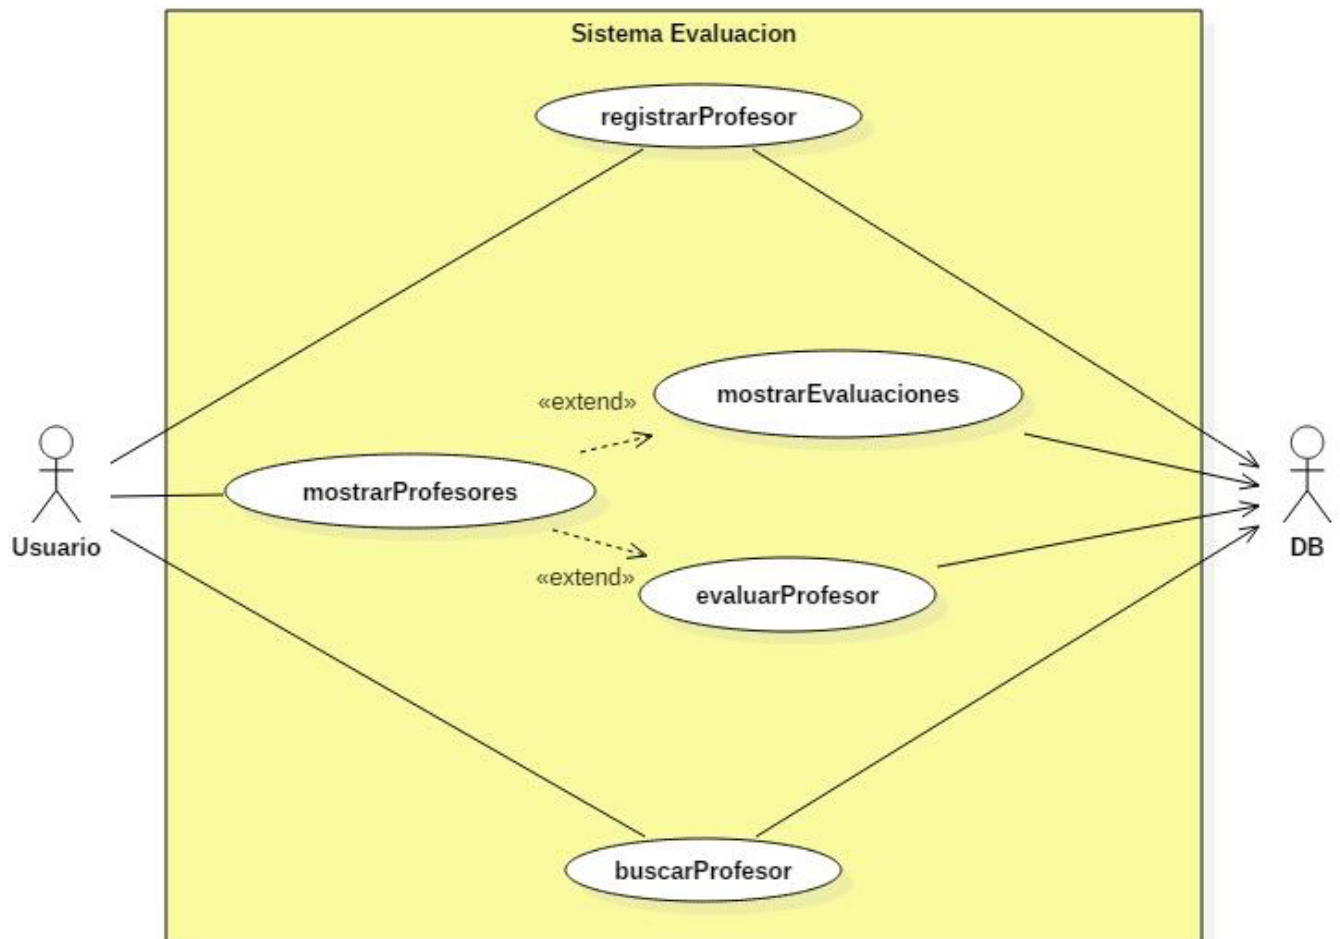 Sistema Evaluacion
registrarProfesor
«extend»
mostrarEvaluaciones
mostrarProfesores
Usuario
DB
«extend»
evaluarProfesor
buscarProfesor